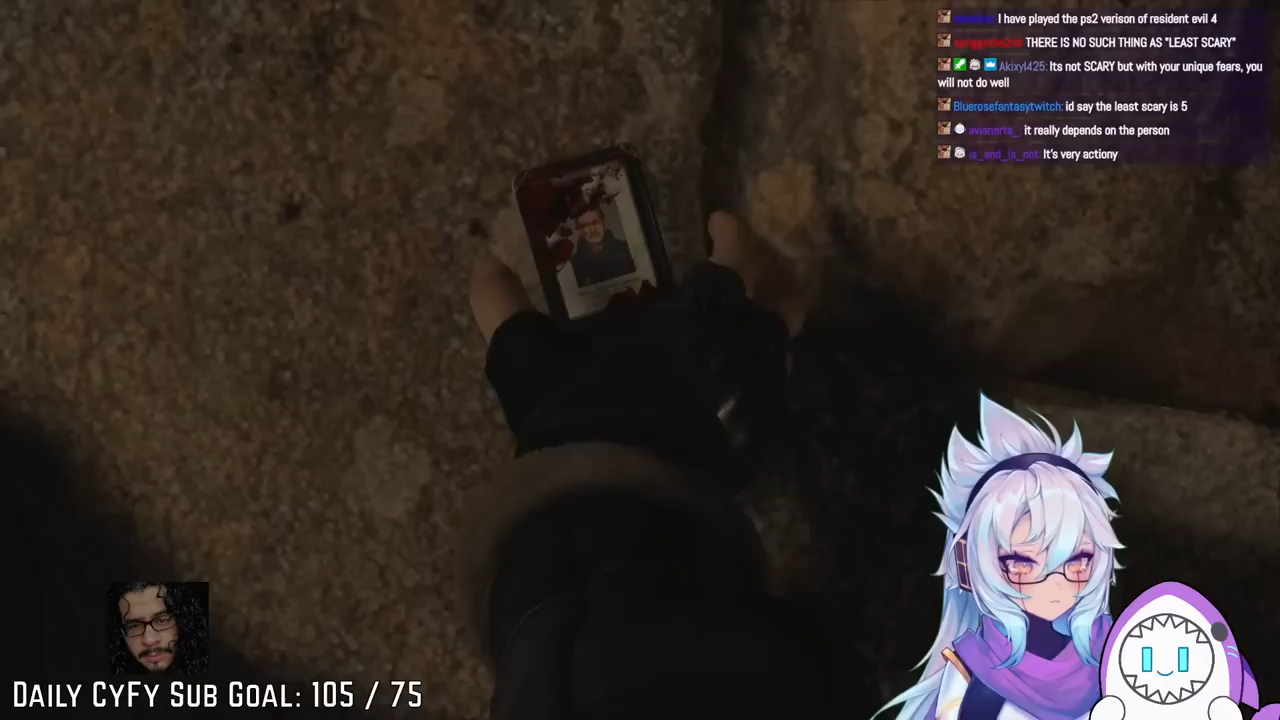 I have played the ps2 verison of resident evil 4
THERE IS NO SUCH THING AS "LEAST SCARY"
Akixyl425: Its not SCARY but with your unique fears, you
will not do well
Bluerosefantasytwitch: id say the least scary is 5
avianarts_: it really depends on the person
is_and_is_not: It's very actiony
DAILY CYFY SUB GOAL: 105 / 75